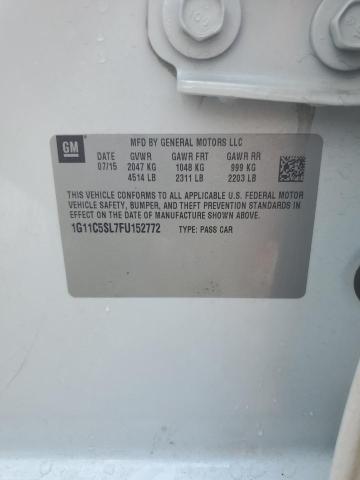 GM
MFD BY GENERAL MOTORS LLC
07/15 GVWR GAWR FRT GAWR RR
2047 KG 1048 KG 999 KG
4514 LB 2311 LB 2203 LB
THIS VEHICLE CONFORMS TO ALL APPLICABLE U.S. FEDERAL MOTOR
VEHICLE SAFETY, BUMPER, AND THEFT PREVENTION STANDARDS IN
EFFECT ON THE DATE OF MANUFACTURE SHOWN ABOVE.
1G11C5SL7FU152772 TYPE: PASS CAR